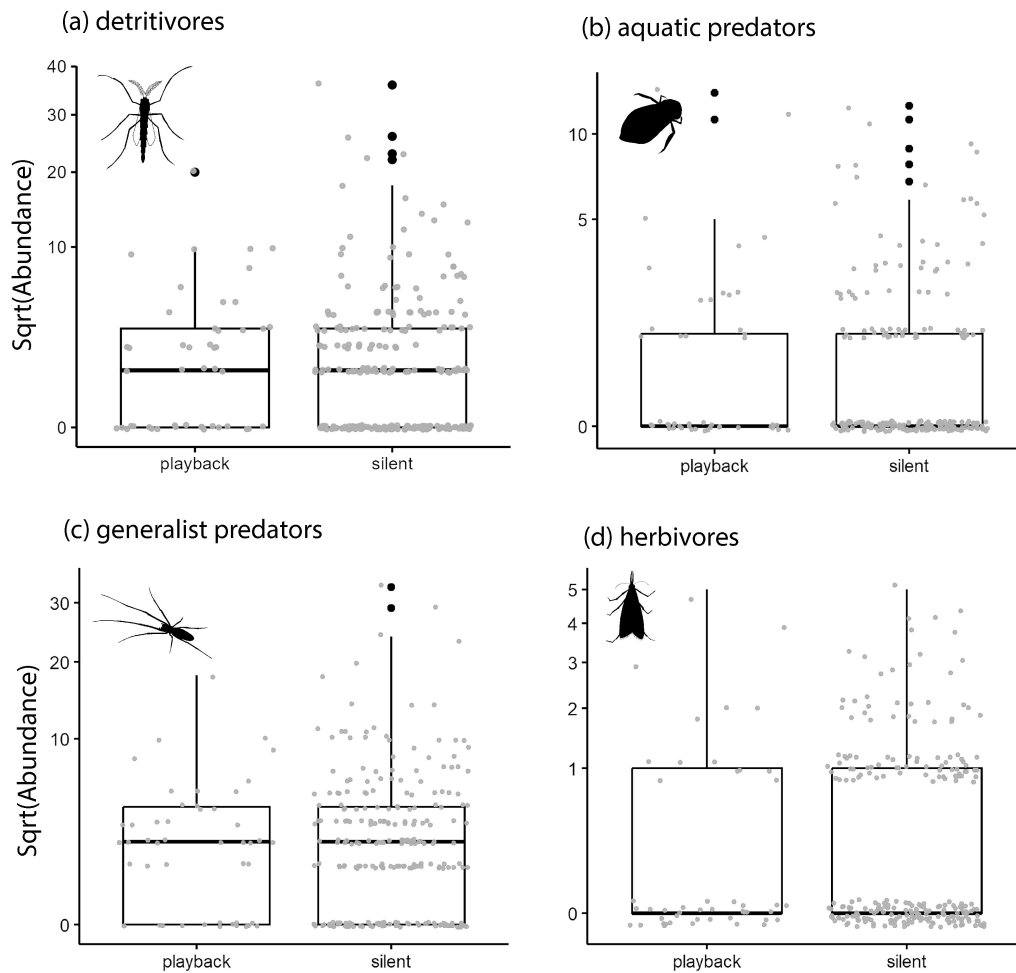 (a) detritivores
(b) aquatic predators
Sqrt(Abundance)
40
30
20
10
0
playback
silent
10
5
0
playback
silent
(c) generalist predators
(d) herbivores
Sqrt(Abundance)
30
20
10
0
playback
silent
5
4
3
2
1
0
playback
silent